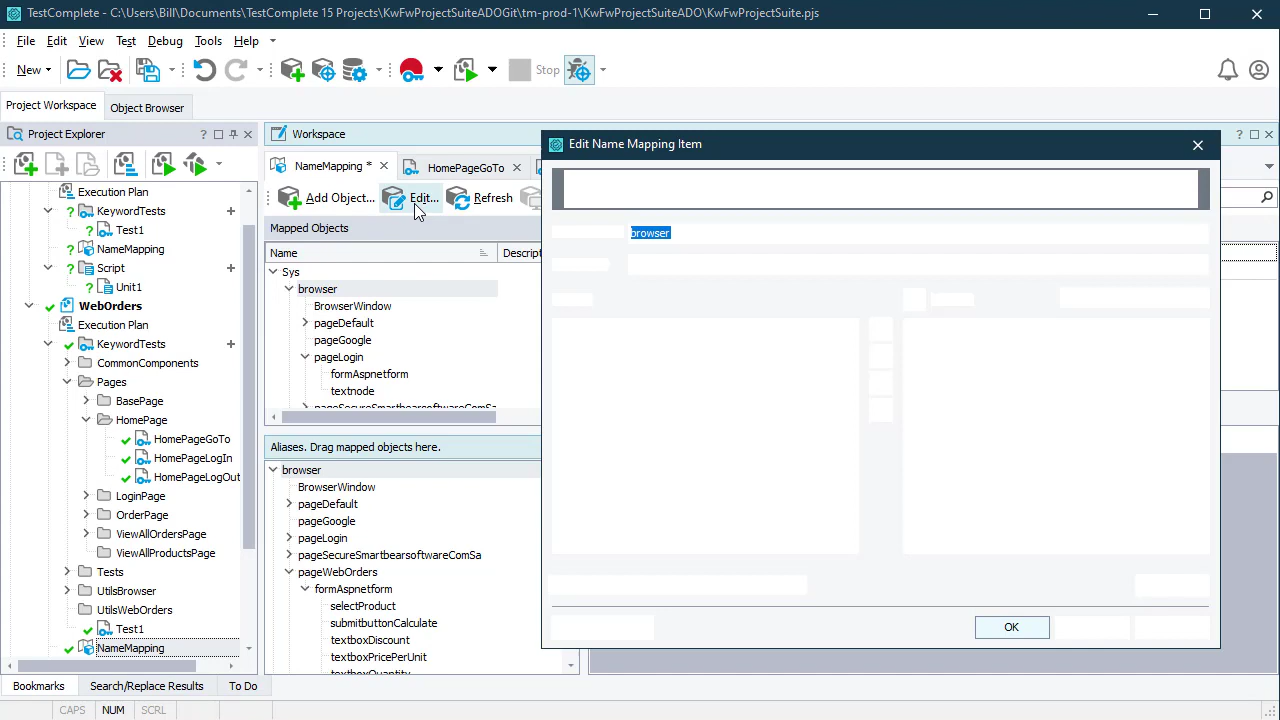 TestComplete - C:\Users\Bill\Documents\TestComplete 15 Projects\KwFwProjectSuiteADOGit\tm-prod-1\KwFwProjectSuiteADO\KwFwProjectSuite.pjs
File Edit View Test Debug Tools Help
New Stop
Project Workspace Object Browser
Project Explorer
Execution Plan
KeywordTests
Test1
NameMapping
Script
Unit1
WebOrders
Execution Plan
KeywordTests
CommonComponents
Pages
BasePage
HomePage
HomePageGoTo
HomePageLogIn
HomePageLogOut
LoginPage
OrderPage
ViewAllOrdersPage
ViewAllProductsPage
Tests
UtilsBrowser
UtilsWebOrders
Test1
NameMapping
Bookmarks Search/Replace Results To Do
CAPS NUM SCRL
Workspace
NameMapping * HomePageGoTo
Add Object... Edit... Refresh
Mapped Objects
Name Descript
Sys
browser
BrowserWindow
pageDefault
pageGoogle
pageLogin
formAspnetform
textnode
pageSecureSmartbearsoftwareComSa
Aliases. Drag mapped objects here.
browser
BrowserWindow
pageDefault
pageGoogle
pageLogin
pageSecureSmartbearsoftwareComSa
pageWebOrders
formAspnetform
selectProduct
submitbuttonCalculate
textboxDiscount
textboxPricePerUnit
textboxQuantity
Edit Name Mapping Item
browser
OK